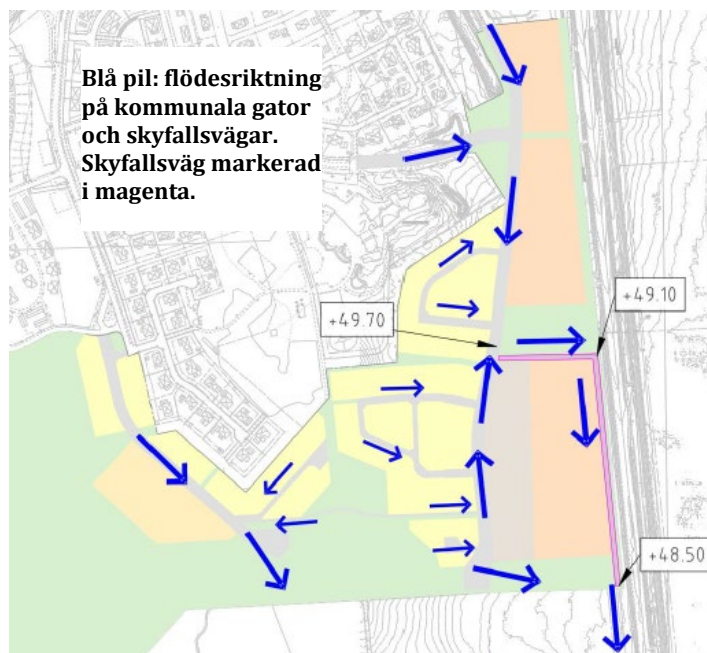 Blå pil: flödesriktning
på kommunala gator
och skyfallsvägar.
Skyfallsväg markerad
i magenta.
+49.10
+49.70
+48.50